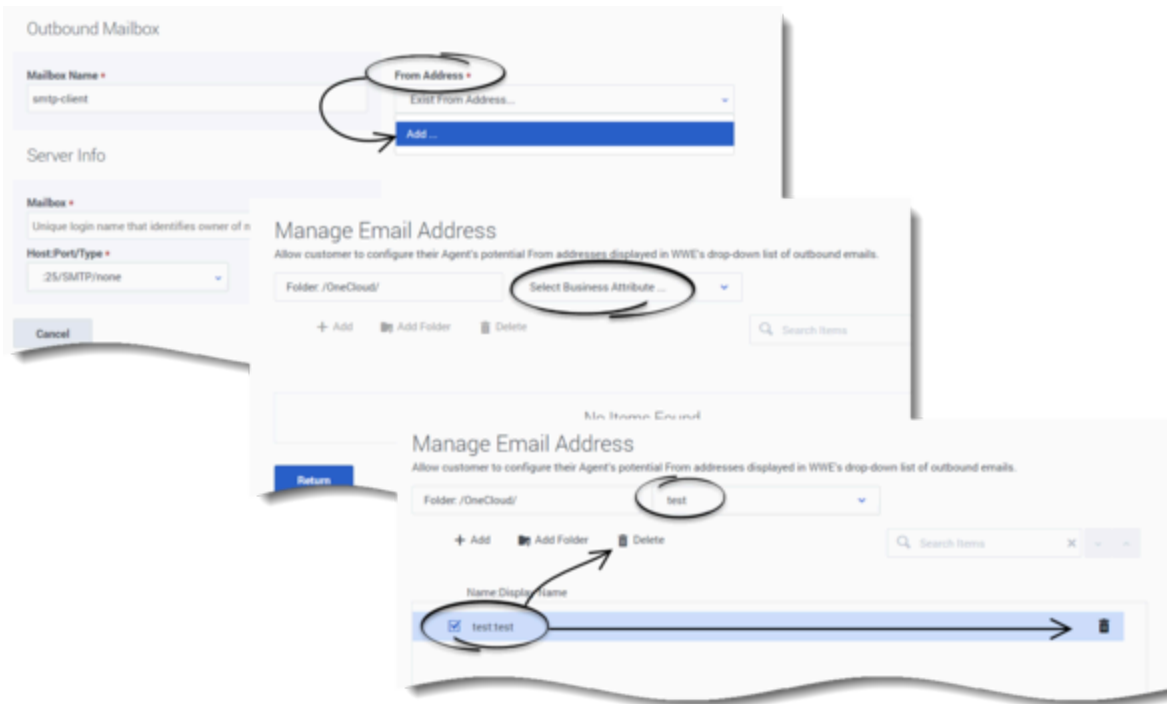 Outbound Mailbox
Mailbox Name •
From Address •
smtp-client
Exist From Address...
Add ...
Server Info
Mailbox •
Unique login name that identifies owner of
Host:Port/Type •
:25/SMTP/none
Cancel
Manage Email Address
Allow customer to configure their Agent's potential From addresses displayed in WWE's drop-down list of outbound emails.
Folder: /OneCloud/
Select Business Attribute ...
+ Add
Add Folder
Delete
Search Items
No Items Found
Return
Manage Email Address
Allow customer to configure their Agent's potential From addresses displayed in WWE's drop-down list of outbound emails.
Folder: /OneCloud/
test
+ Add
Add Folder
Delete
Search Items
Name:Display Name
test:test